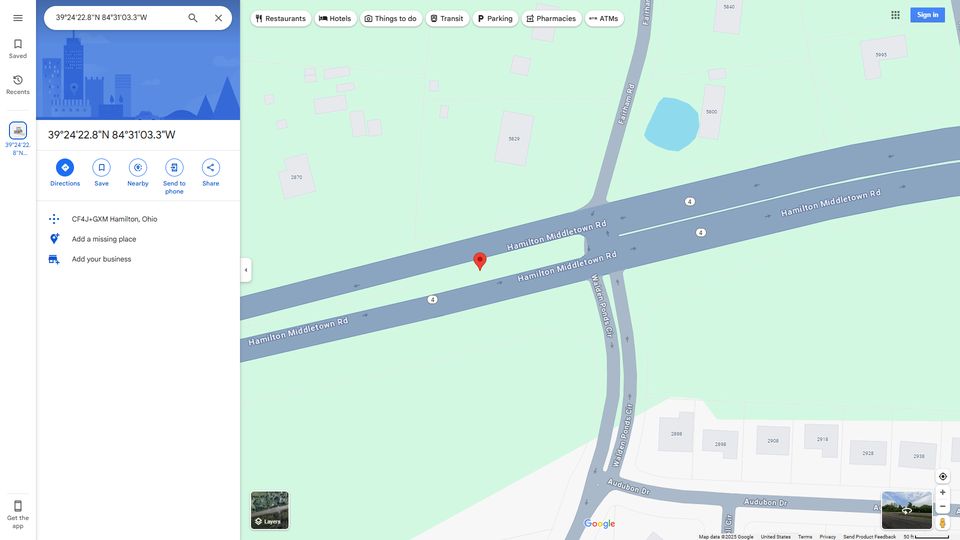 39°24'22.8"N 84°31'03.3"W
Restaurants
Hotels
Things to do
Transit
Parking
Pharmacies
ATMs
Sign in
Saved
Recents
39°24'22.
8"N...
39°24'22.8"N 84°31'03.3"W
Directions
Save
Nearby
Send to
phone
Share
CF4J+GXM Hamilton, Ohio
Add a missing place
Add your business
Get the
app
5840
5995
Fairham
Fairham Rd
5829
5800
2870
4
4
4
Hamilton Middletown Rd
Hamilton Middletown Rd
Hamilton Middletown Rd
Hamilton Middletown Rd
Walden Ponds Cir
Walden Ponds Cir
2888
2898
2908
2918
2928
2938
Audubon Dr
Audubon Dr
Layers
Google
Map data ©2025 Google
United States
Terms
Privacy
Send Product Feedback
50 ft